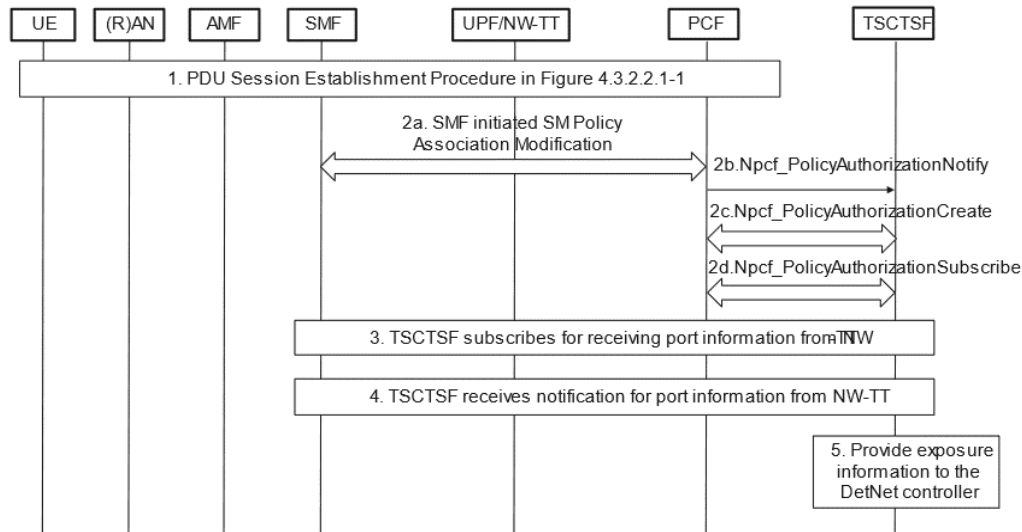 UE (R)AN AMF SMF UPF/NW-TT PCF TSCTSF
1. PDU Session Establishment Procedure in Figure 4.3.2.2.1-1
2a. SMF initiated SM Policy
Association Modification
2b.Npcf_PolicyAuthorizationNotify
2c.Npcf_PolicyAuthorizationCreate
2d.Npcf_PolicyAuthorizationSubscribe
3. TSCTSF subscribes for receiving port information from NW-TT
4. TSCTSF receives notification for port information from NW-TT
5. Provide exposure
information to the
DetNet controller